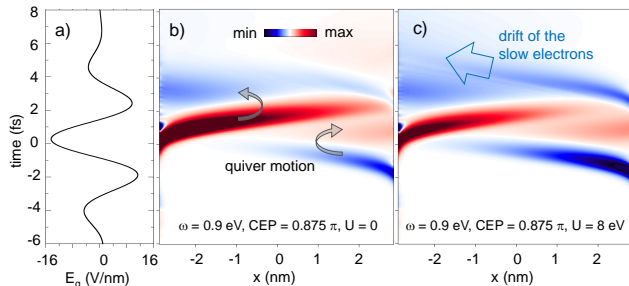 a)
b)
c)
min
max
drift of the
slow electrons
quiver motion
ω = 0.9 eV, CEP = 0.875 π, U = 0
ω = 0.9 eV, CEP = 0.875 π, U = 8 eV
time (fs)
8
6
4
2
0
-2
-4
-6
-16
0
16
E_g (V/nm)
-2
-1
0
1
2
x (nm)
-2
-1
0
1
2
3
x (nm)